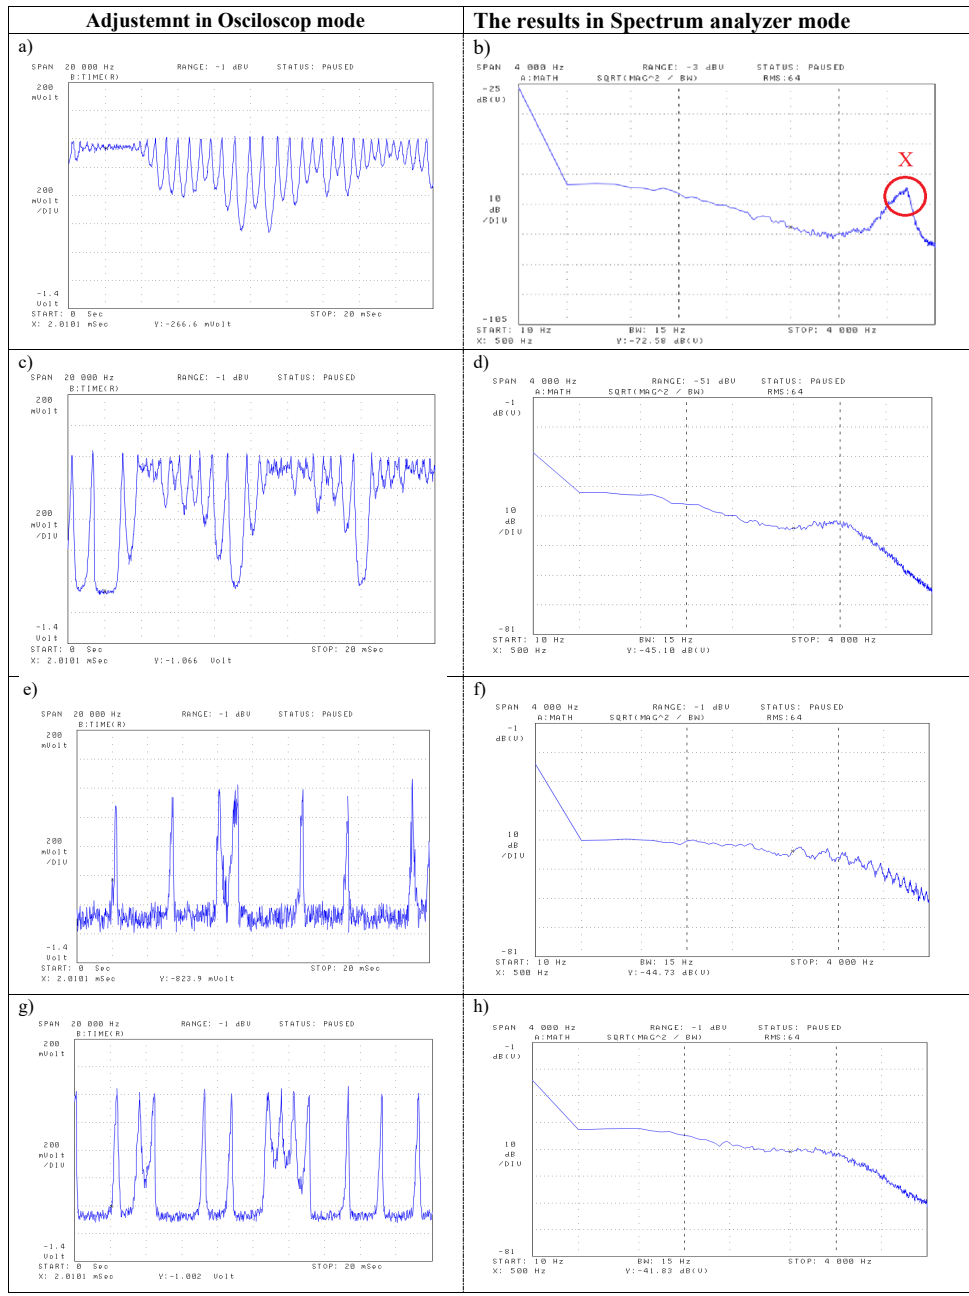 Adjustemnt in Osciloscop mode
The results in Spectrum analyzer mode
a)
SPAN 20 000 Hz RANGE: -1 dBV STATUS: PAUSED
B:TIME(R)
200
mVolt
200
mVolt
/DIV
-1.4
Volt
START: 0 Sec STOP: 20 mSec
X: 2.0101 mSec Y:-266.6 mVolt
b)
SPAN 4 000 Hz RANGE: -3 dBV STATUS: PAUSED
A:MATH SQRT(MAG^2 / BW) RMS:64
-25
dB(V)
X
10
dB
/DIV
-105
START: 10 Hz BW: 15 Hz STOP: 4 000 Hz
X: 500 Hz Y:-72.58 dB(V)
c)
SPAN 20 000 Hz RANGE: -1 dBV STATUS: PAUSED
B:TIME(R)
200
mVolt
200
mVolt
/DIV
-1.4
Volt
START: 0 Sec STOP: 20 mSec
X: 2.0101 mSec Y:-1.066 Volt
d)
SPAN 4 000 Hz RANGE: -51 dBV STATUS: PAUSED
A:MATH SQRT(MAG^2 / BW) RMS:64
-1
dB(V)
10
dB
/DIV
-81
START: 10 Hz BW: 15 Hz STOP: 4 000 Hz
X: 500 Hz Y:-45.10 dB(V)
e)
SPAN 20 000 Hz RANGE: -1 dBV STATUS: PAUSED
B:TIME(R)
200
mVolt
200
mVolt
/DIV
-1.4
Volt
START: 0 Sec STOP: 20 mSec
X: 2.0101 mSec Y:-823.9 mVolt
f)
SPAN 4 000 Hz RANGE: -1 dBV STATUS: PAUSED
A:MATH SQRT(MAG^2 / BW) RMS:64
-1
dB(V)
10
dB
/DIV
-81
START: 10 Hz BW: 15 Hz STOP: 4 000 Hz
X: 500 Hz Y:-44.73 dB(V)
g)
SPAN 20 000 Hz RANGE: -1 dBV STATUS: PAUSED
B:TIME(R)
200
mVolt
200
mVolt
/DIV
-1.4
Volt
START: 0 Sec STOP: 20 mSec
X: 2.0101 mSec Y:-1.002 Volt
h)
SPAN 4 000 Hz RANGE: -1 dBV STATUS: PAUSED
A:MATH SQRT(MAG^2 / BW) RMS:64
-1
dB(V)
10
dB
/DIV
-81
START: 10 Hz BW: 15 Hz STOP: 4 000 Hz
X: 500 Hz Y:-41.83 dB(V)